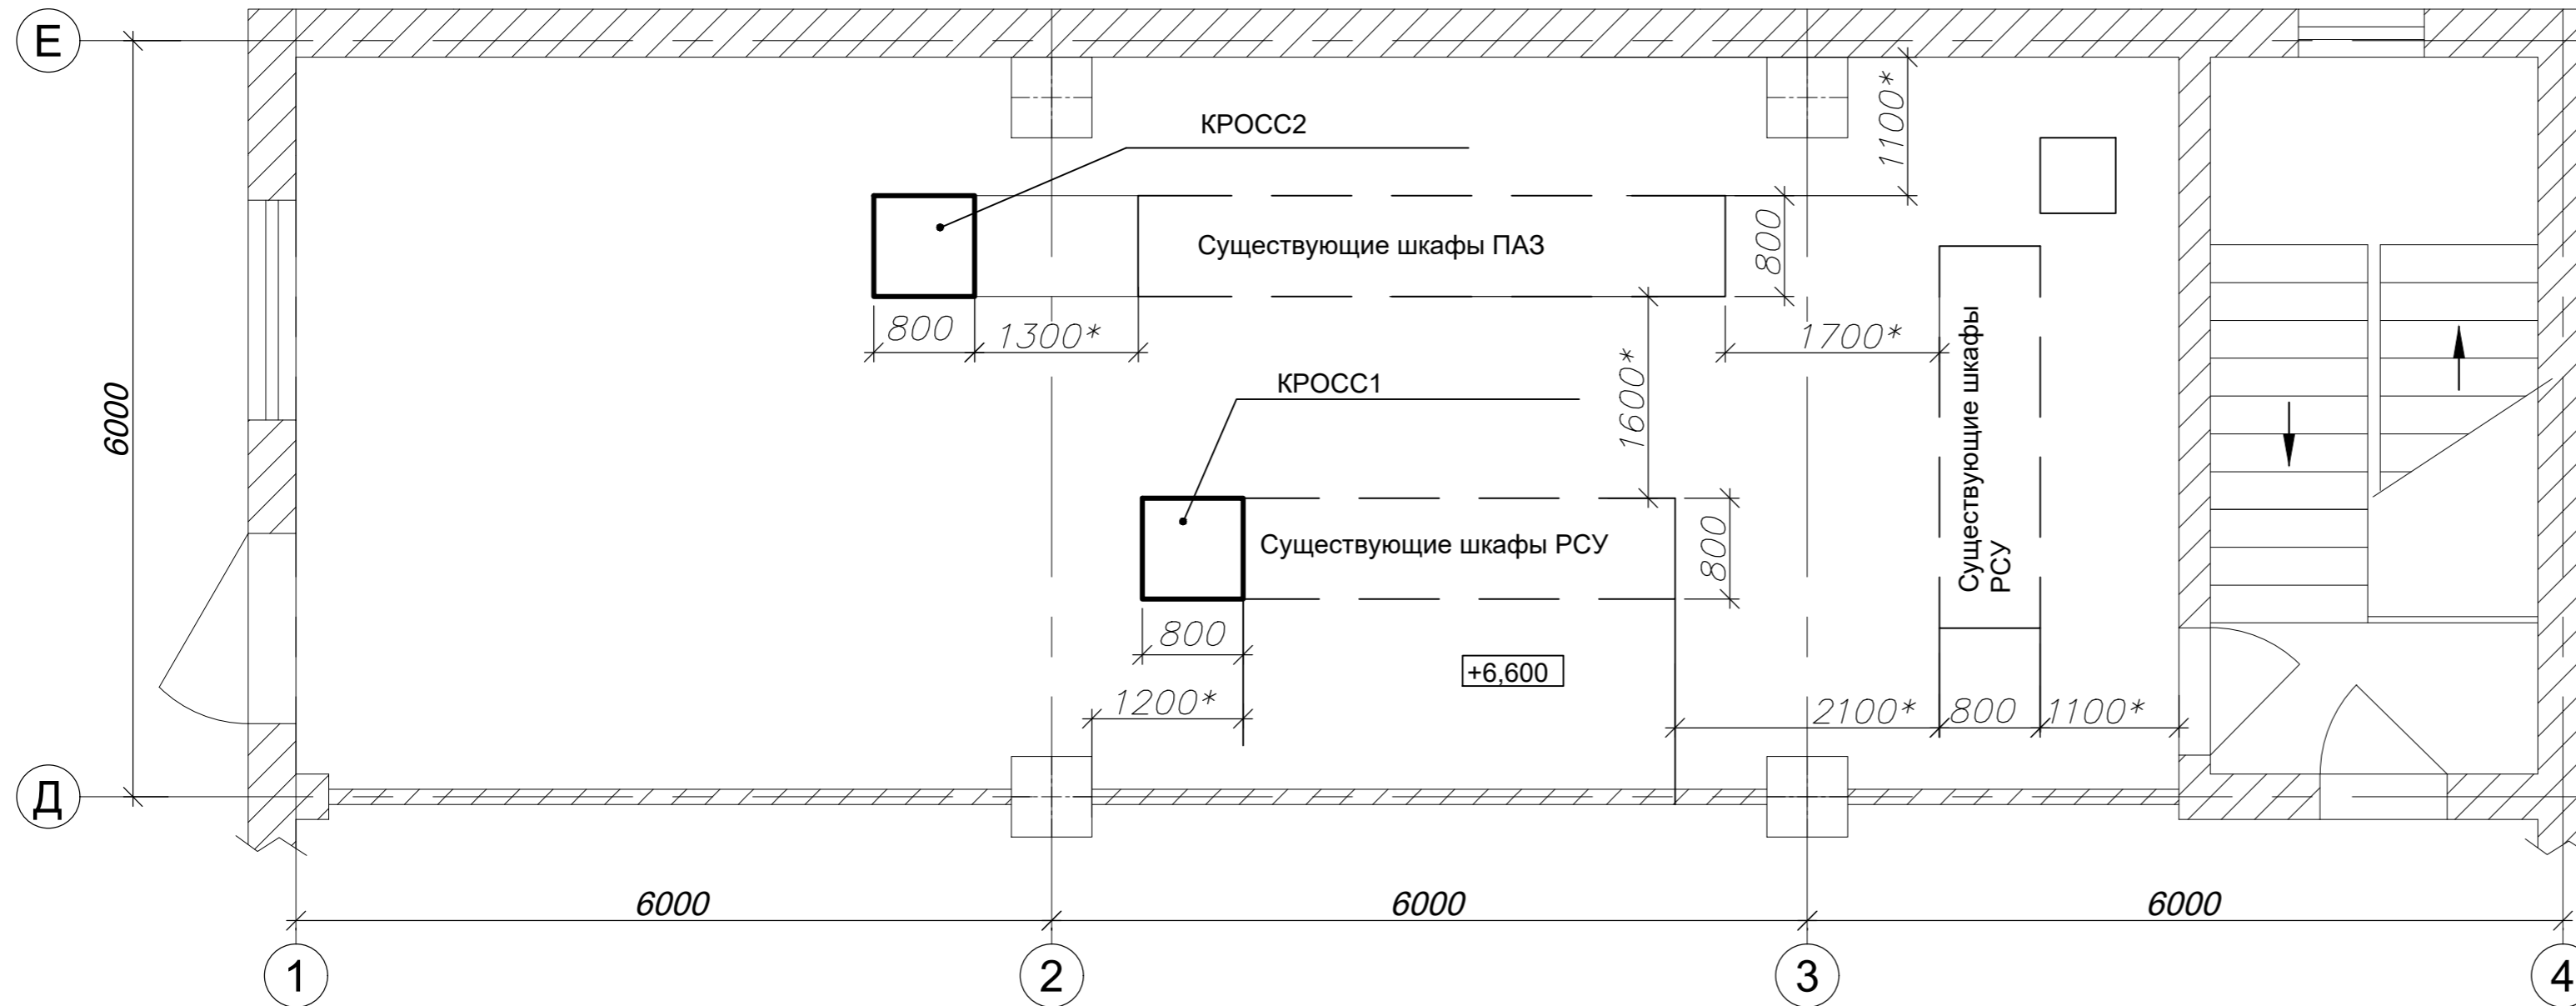 Е
1100*
КРОСС2
Существующие шкафы ПАЗ
800
800
1300*
1700*
КРОСС1
1600*
6000
Существующие шкафы
РСУ
Существующие шкафы РСУ
800
800
+6,600
1200*
2100*
800
1100*
Д
6000
6000
6000
1
2
3
4